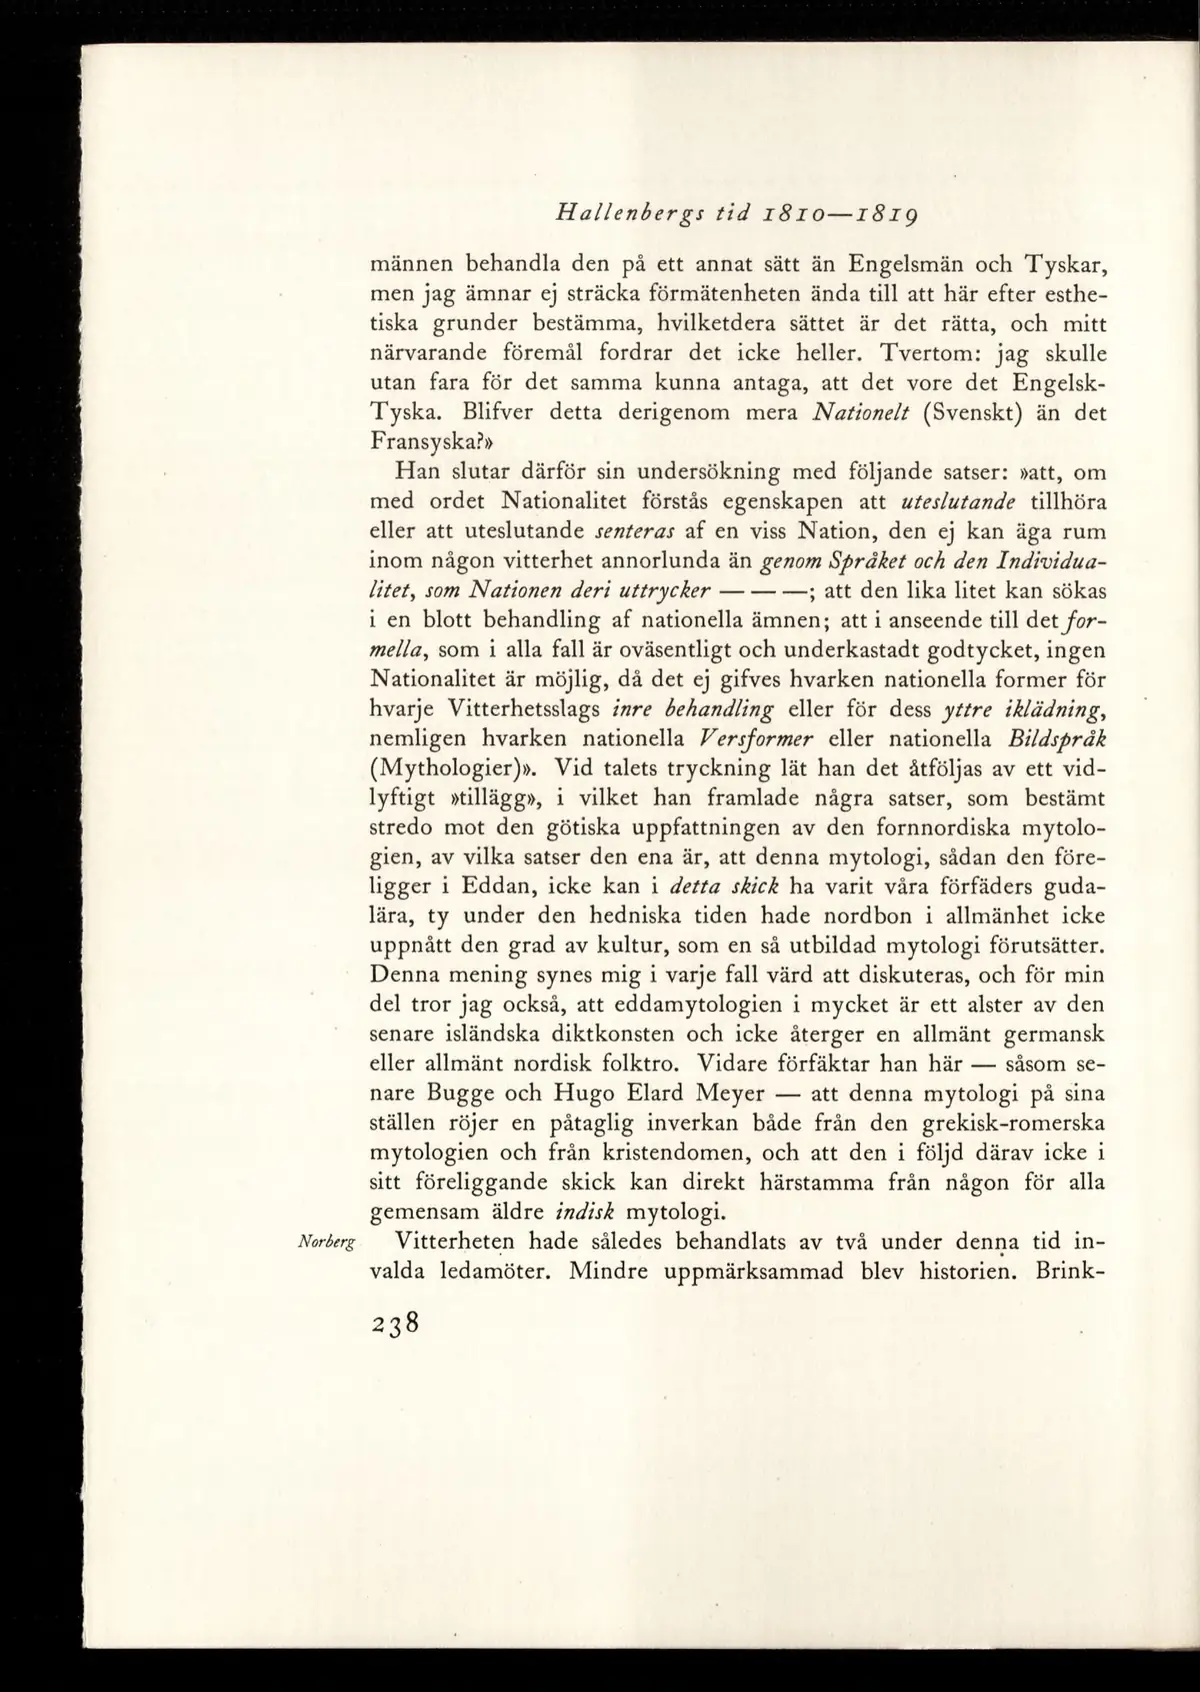 Hallenbergs tid 1810—1819
männen behandla den på ett annat sätt än Engelsmän och Tyskar,
men jag ämnar ej sträcka förmätenheten ända till att här efter esthe-
tiska grunder bestämma, hvilketdera sättet är det rätta, och mitt
närvarande föremål fordrar det icke heller. Tvertom: jag skulle
utan fara för det samma kunna antaga, att det vore det Engelsk-
Tyska. Blifver detta derigenom mera Nationelt (Svenskt) än det
Fransyska?»
Han slutar därför sin undersökning med följande satser: »att, om
med ordet Nationalitet förstås egenskapen att uteslutande tillhöra
eller att uteslutande senteras af en viss Nation, den ej kan äga rum
inom någon vitterhet annorlunda än genom Språket och den Individua-
litet, som Nationen deri uttrycker — — —; att den lika litet kan sökas
i en blott behandling af nationella ämnen; att i anseende till det for-
mella, som i alla fall är oväsentligt och underkastadt godtycket, ingen
Nationalitet är möjlig, då det ej gifves hvarken nationella former för
hvarje Vitterhetsslags inre behandling eller för dess yttre iklädning,
nemligen hvarken nationella Versformer eller nationella Bildspråk
(Mythologier)». Vid talets tryckning lät han det åtföljas av ett vid-
lyftigt »tillägg», i vilket han framlade några satser, som bestämt
stredo mot den götiska uppfattningen av den fornnordiska mytolo-
gien, av vilka satser den ena är, att denna mytologi, sådan den före-
ligger i Eddan, icke kan i detta skick ha varit våra förfäders guda-
lära, ty under den hedniska tiden hade nordbon i allmänhet icke
uppnått den grad av kultur, som en så utbildad mytologi förutsätter.
Denna mening synes mig i varje fall värd att diskuteras, och för min
del tror jag också, att eddamytologien i mycket är ett alster av den
senare isländska diktkonsten och icke återger en allmänt germansk
eller allmänt nordisk folktro. Vidare förfäktar han här — såsom se-
nare Bugge och Hugo Elard Meyer — att denna mytologi på sina
ställen röjer en påtaglig inverkan både från den grekisk-romerska
mytologien och från kristendomen, och att den i följd därav icke i
sitt föreliggande skick kan direkt härstamma från någon för alla
gemensam äldre indisk mytologi.
Norberg Vitterheten hade således behandlats av två under denna tid in-
valda ledamöter. Mindre uppmärksammad blev historien. Brink-
238